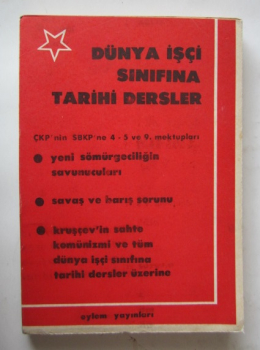 DÜNYA İŞÇİ
SINIFINA
TARİHİ DERSLER
ÇKP'nin SBKP'ne 4 - 5 ve 9. mektupları
yeni sömürgeciliğin
savunucuları
savaş ve barış sorunu
kruşçev'in sahte
komünizmi ve tüm
dünya işçi sınıfına
tarihi dersler üzerine
eylem yayınları